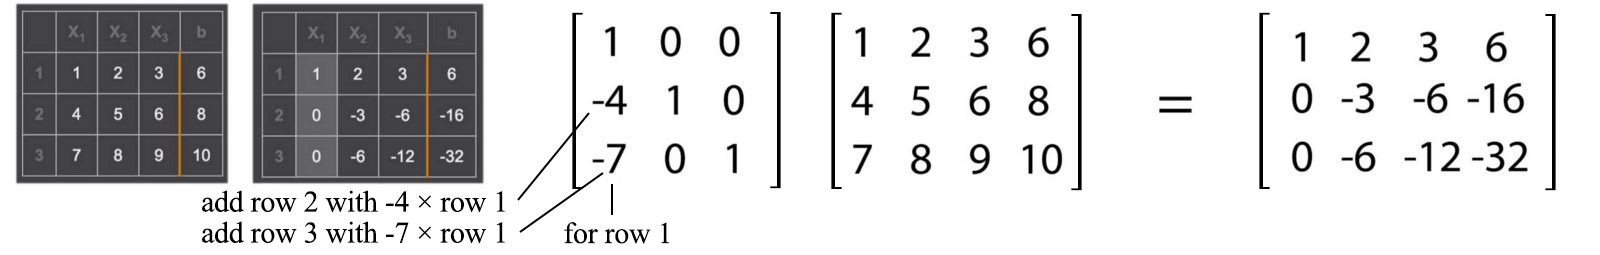 X₁ X₂ X₃ b
1 1 2 3 6
2 4 5 6 8
3 7 8 9 10
X₁ X₂ X₃ b
1 1 2 3 6
2 0 -3 -6 -16
3 0 -6 -12 -32
1 0 0
-4 1 0
-7 0 1
1 2 3 6
4 5 6 8
7 8 9 10
=
1 2 3 6
0 -3 -6 -16
0 -6 -12 -32
add row 2 with -4 × row 1
add row 3 with -7 × row 1
for row 1